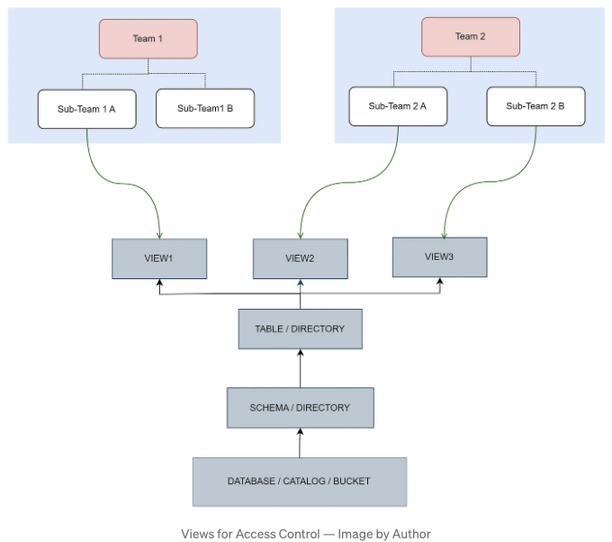 Team 1
Team 2
Sub-Team 1 A
Sub-Team1 B
Sub-Team 2 A
Sub-Team 2 B
VIEW1
VIEW2
VIEW3
TABLE / DIRECTORY
SCHEMA / DIRECTORY
DATABASE / CATALOG / BUCKET
Views for Access Control — Image by Author